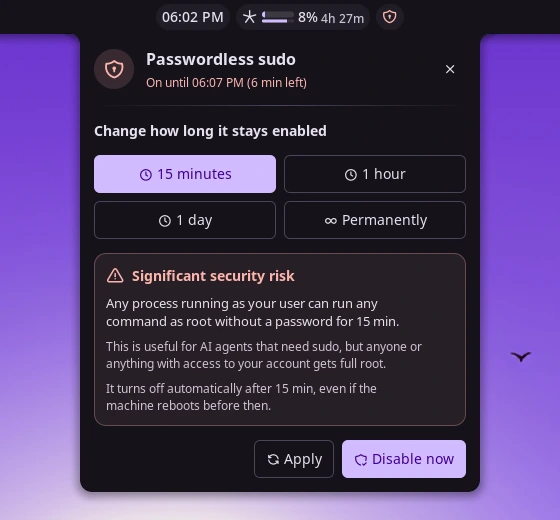 06:02 PM 8% 4h 27m
Passwordless sudo
On until 06:07 PM (6 min left)
Change how long it stays enabled
15 minutes
1 hour
1 day
Permanently
Significant security risk
Any process running as your user can run any
command as root without a password for 15 min.
This is useful for AI agents that need sudo, but anyone or
anything with access to your account gets full root.
It turns off automatically after 15 min, even if the
machine reboots before then.
Apply
Disable now